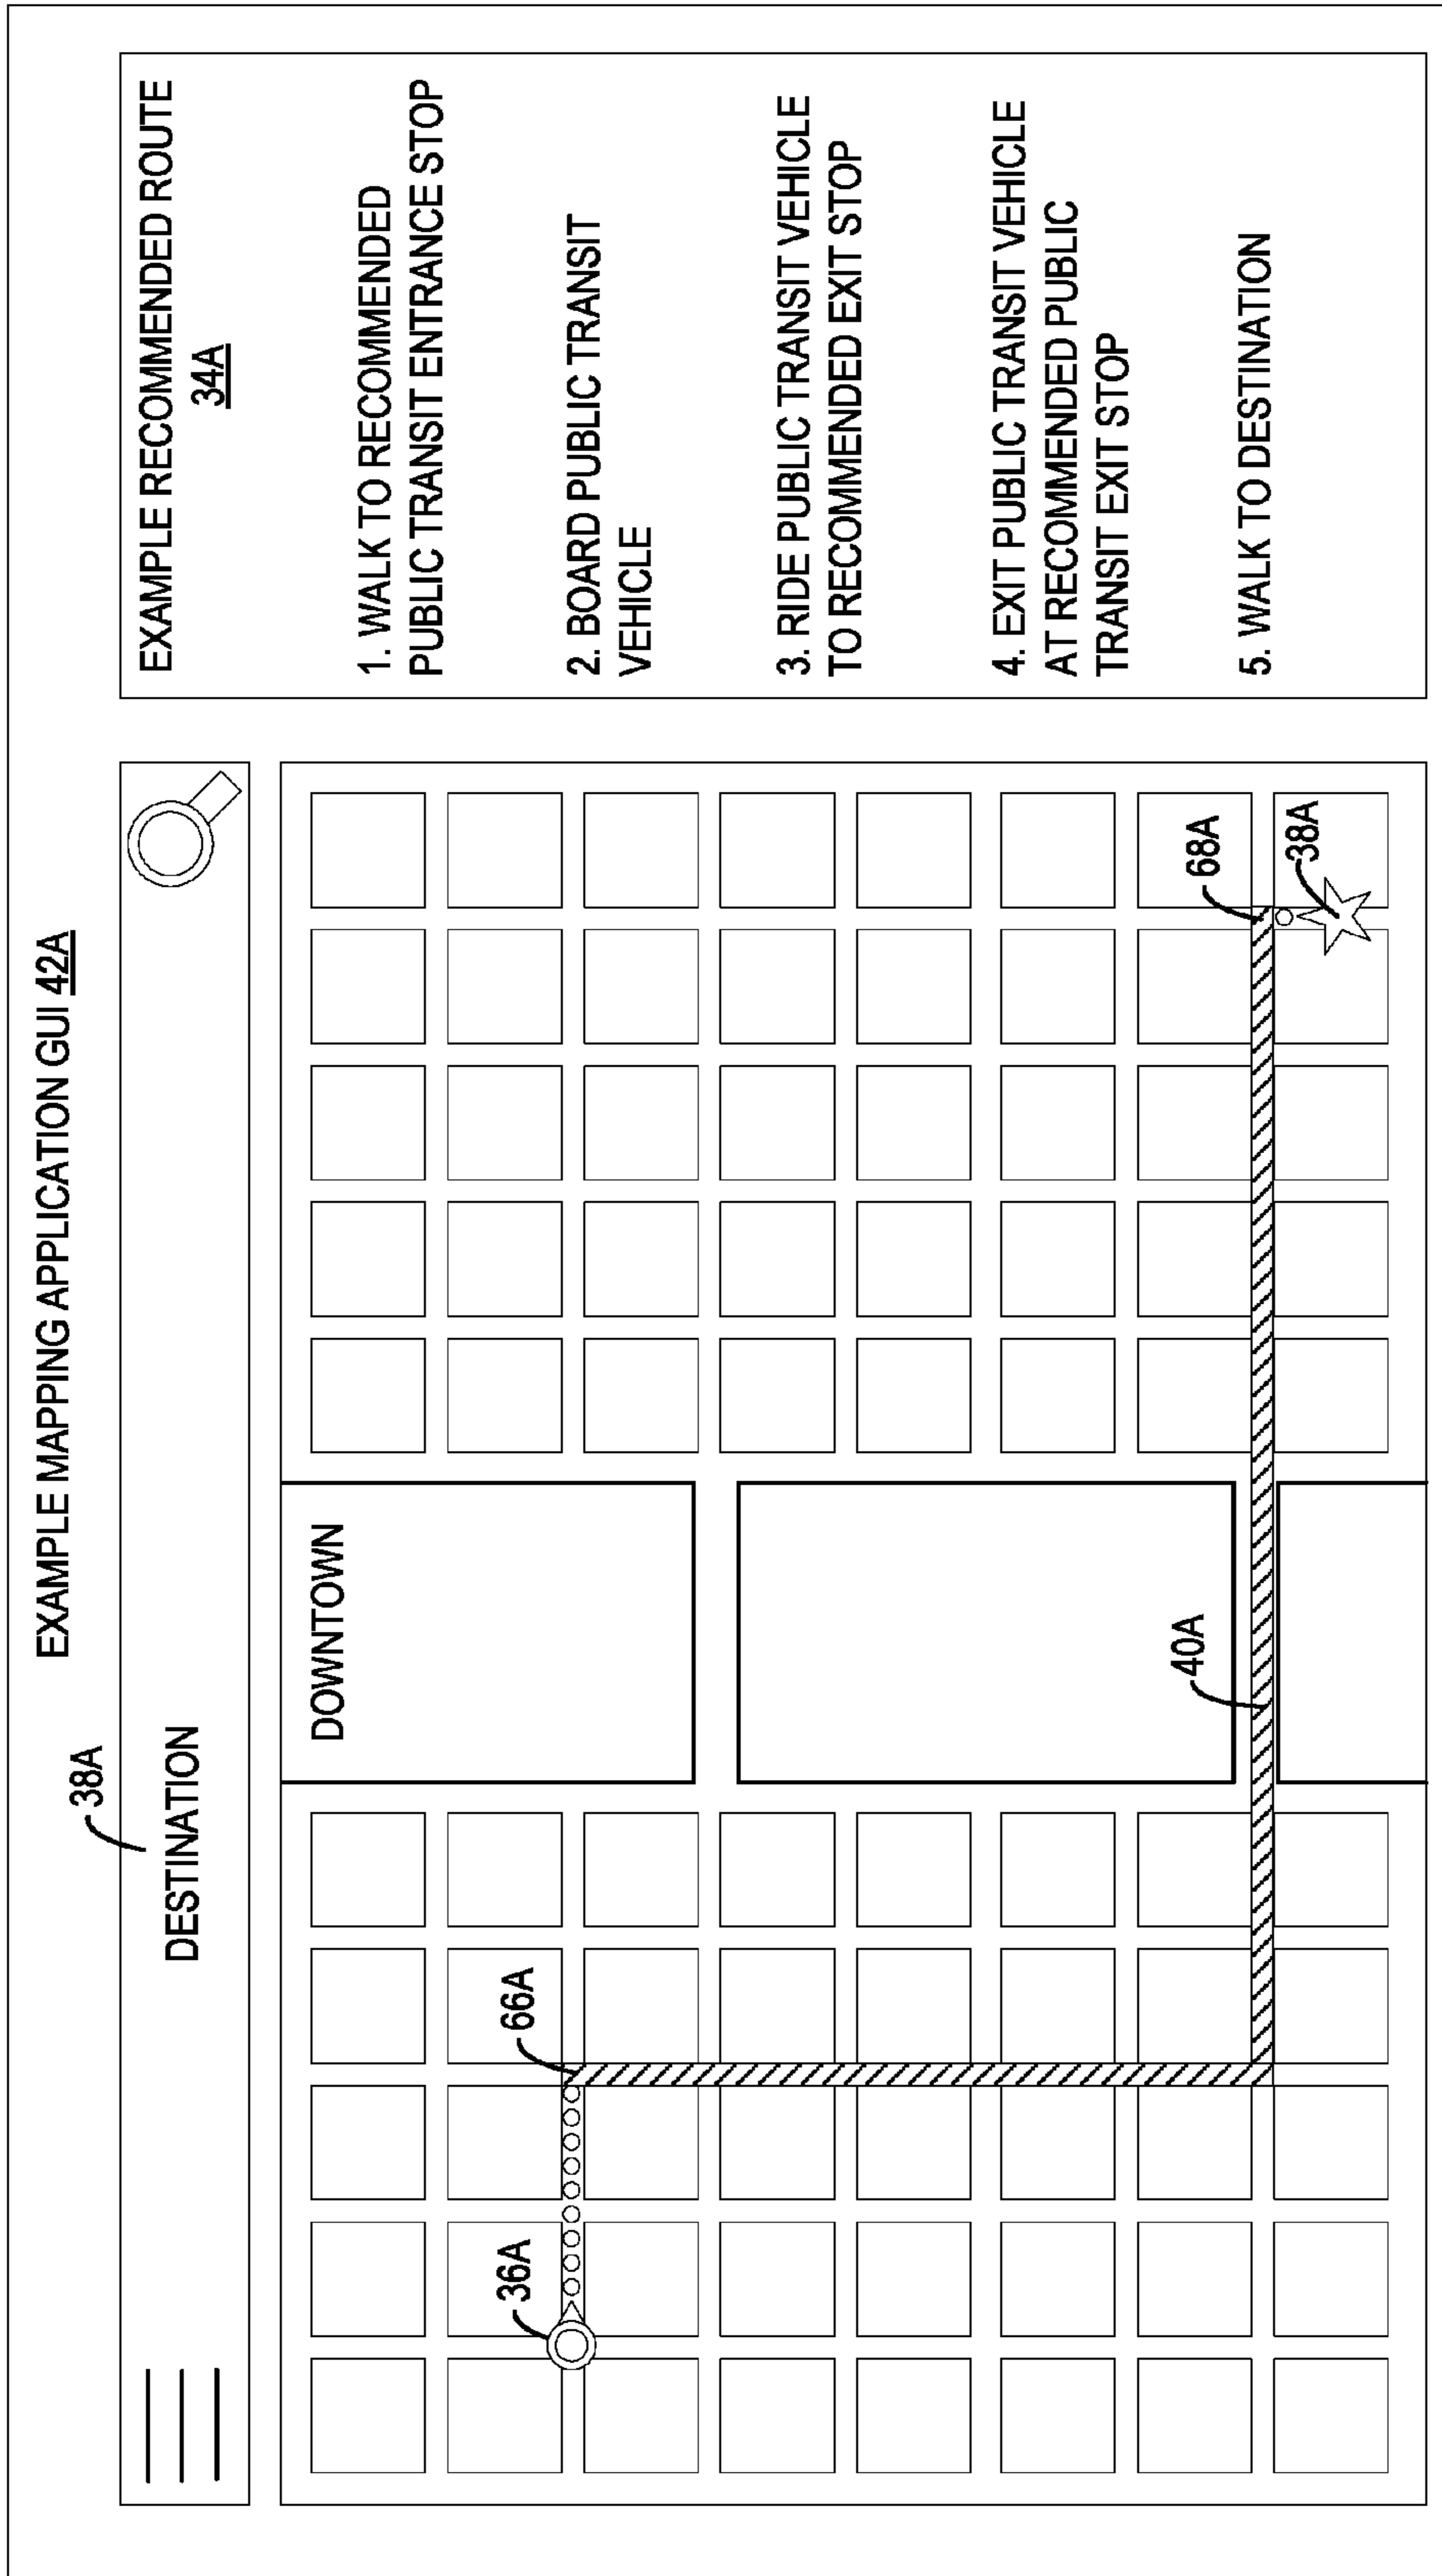 EXAMPLE MAPPING APPLICATION GUI 42A
38A
DESTINATION
DOWNTOWN
36A
66A
40A
68A
38A
EXAMPLE RECOMMENDED ROUTE
34A
1. WALK TO RECOMMENDED
PUBLIC TRANSIT ENTRANCE STOP
2. BOARD PUBLIC TRANSIT
VEHICLE
3. RIDE PUBLIC TRANSIT VEHICLE
TO RECOMMENDED EXIT STOP
4. EXIT PUBLIC TRANSIT VEHICLE
AT RECOMMENDED PUBLIC
TRANSIT EXIT STOP
5. WALK TO DESTINATION